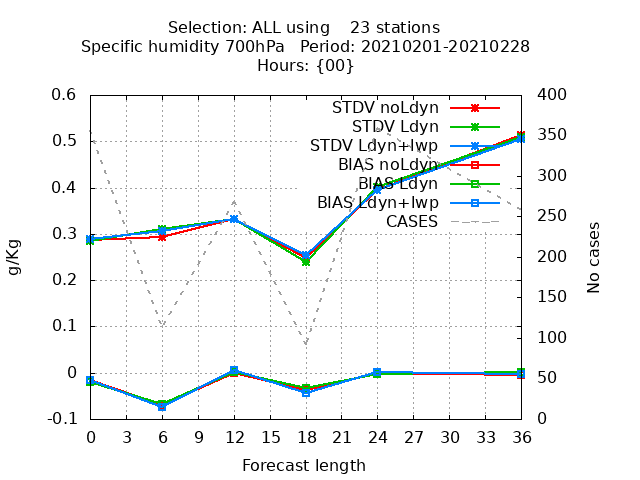 Selection: ALL using    23 stations
Specific humidity 700hPa   Period: 20210201-20210228
Hours: {00}
STDV noLdyn
STDV Ldyn
STDV Ldyn+lwp
BIAS noLdyn
BIAS Ldyn
BIAS Ldyn+lwp
CASES
g/Kg
0.6
0.5
0.4
0.3
0.2
0.1
0
-0.1
No cases
400
350
300
250
200
150
100
50
0
0 3 6 9 12 15 18 21 24 27 30 33 36
Forecast length